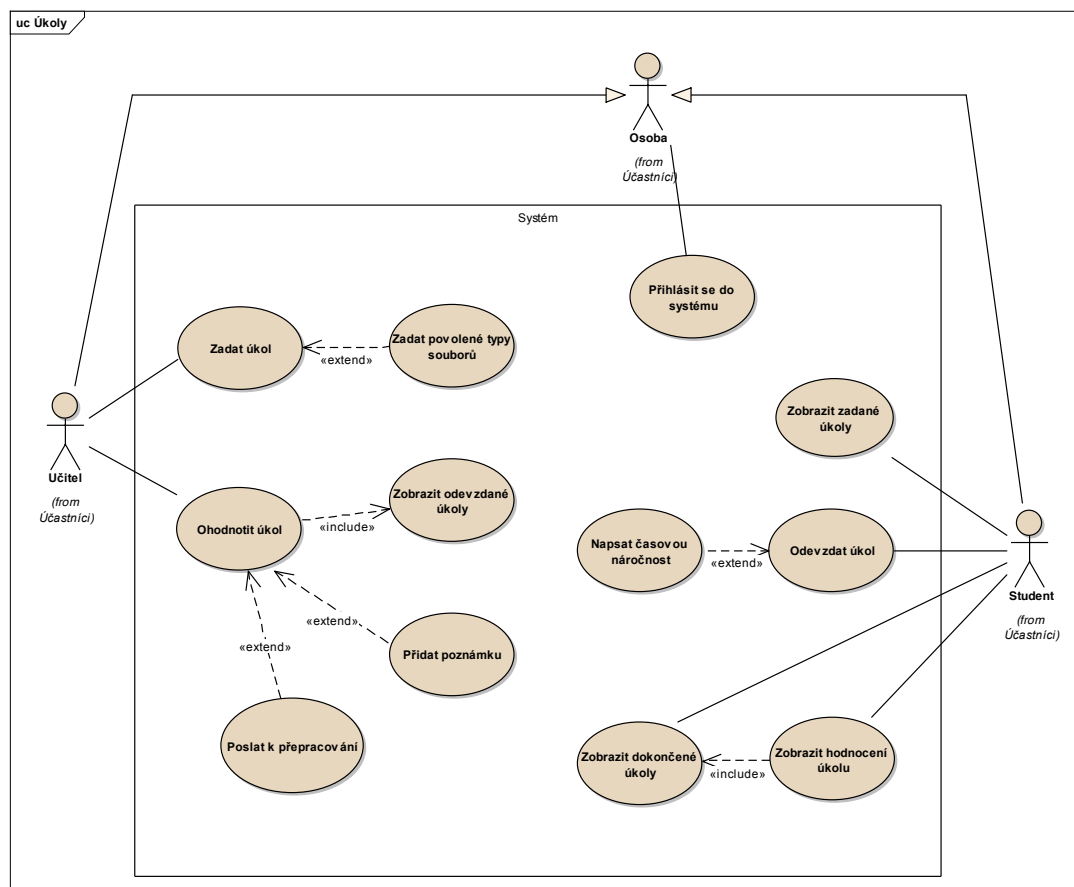 uc Úkoly
Osoba
(from
Účastníci)
Systém
Přihlásit se do
systému
Zadat úkol
«extend»
Zadat povolené typy
souborů
Zobrazit zadané
úkoly
Učitel
(from
Účastníci)
Ohodnotit úkol
«include»
Zobrazit odevzdané
úkoly
Napsat časovou
náročnost
«extend»
Odevzdat úkol
Student
(from
Účastníci)
«extend»
«extend»
Přidat poznámku
Poslat k přepracování
Zobrazit dokončené
úkoly
«include»
Zobrazit hodnocení
úkolu